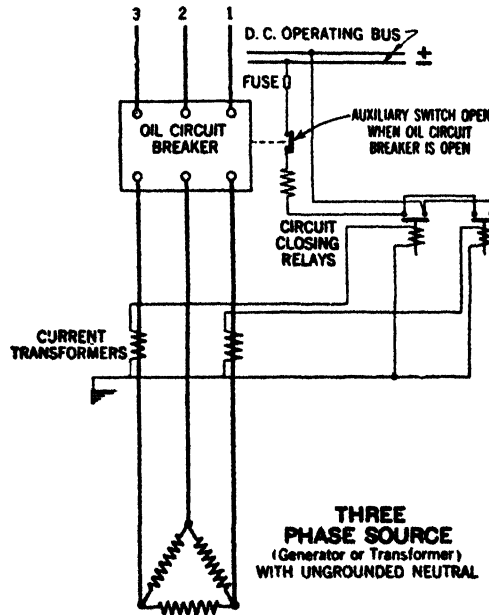 3 2 1
D. C. OPERATING BUS
+
FUSE
OIL CIRCUIT
BREAKER
AUXILIARY SWITCH OPEN
WHEN OIL CIRCUIT
BREAKER IS OPEN
CIRCUIT
CLOSING
RELAYS
CURRENT
TRANSFORMERS
THREE
PHASE SOURCE
(Generator or Transformer)
WITH UNGROUNDED NEUTRAL